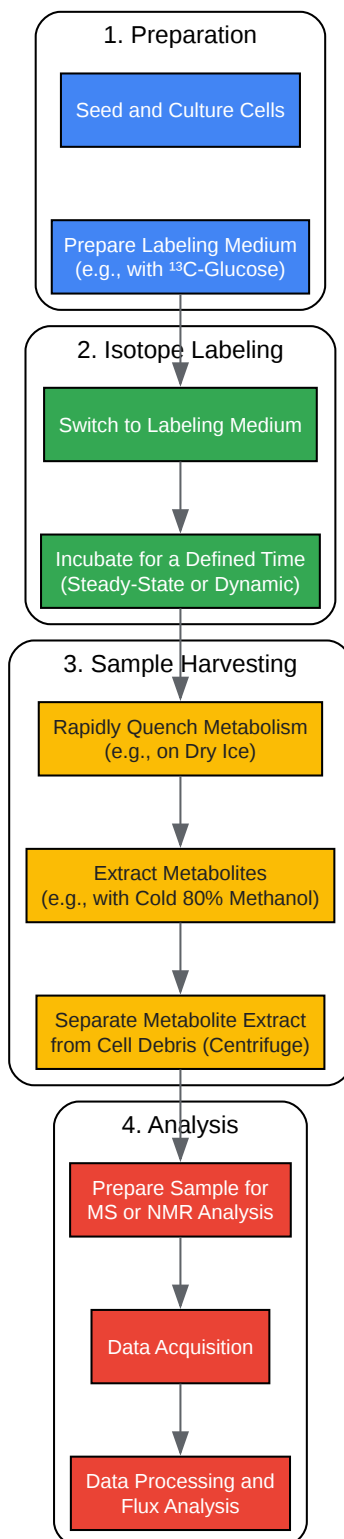 1. Preparation
Seed and Culture Cells
Prepare Labeling Medium
(e.g., with ¹³C-Glucose)
2. Isotope Labeling
Switch to Labeling Medium
Incubate for a Defined Time
(Steady-State or Dynamic)
3. Sample Harvesting
Rapidly Quench Metabolism
(e.g., on Dry Ice)
Extract Metabolites
(e.g., with Cold 80% Methanol)
Separate Metabolite Extract
from Cell Debris (Centrifuge)
4. Analysis
Prepare Sample for
MS or NMR Analysis
Data Acquisition
Data Processing and
Flux Analysis